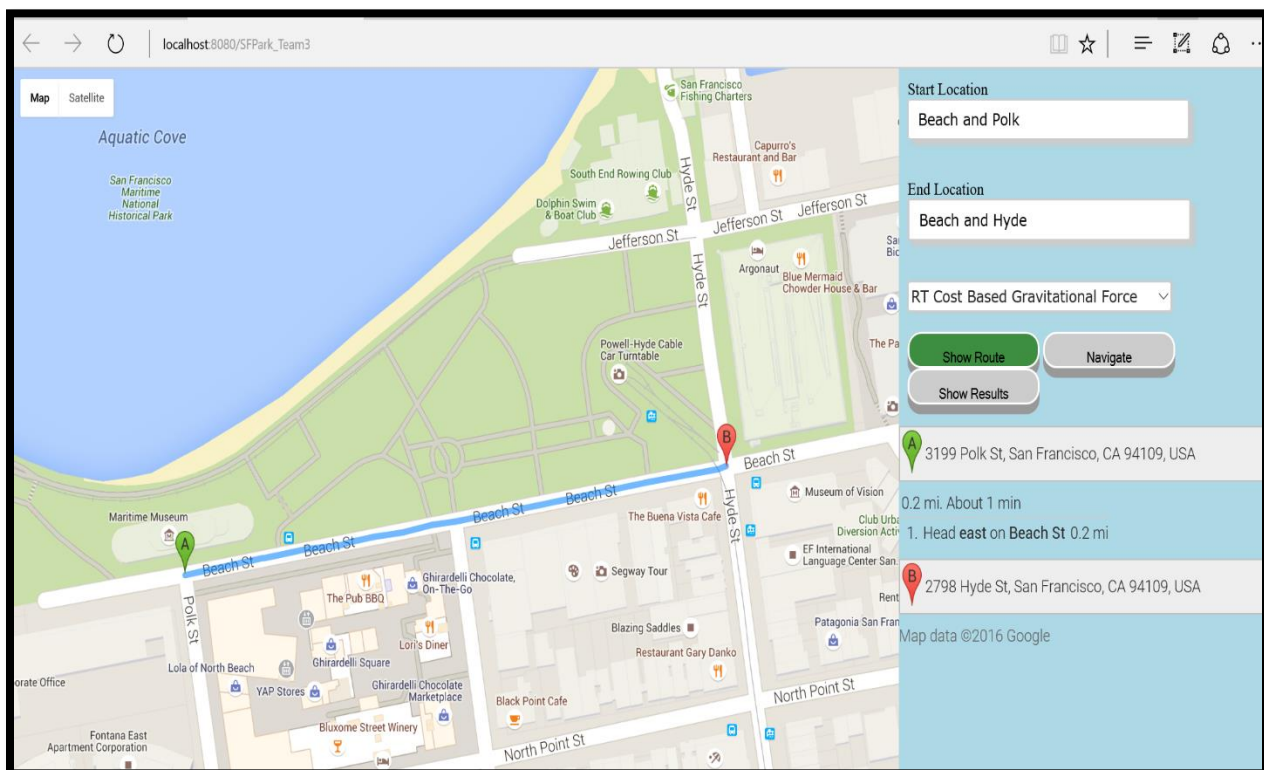 localhost:8080/SFPark_Team3
Map
Satellite
Aquatic Cove
San Francisco
Maritime
National
Historical Park
San Francisco
Fishing Charters
Capurro's
Restaurant and Bar
South End Rowing Club
Hyde St
Dolphin Swim
& Boat Club
Jefferson St
Jefferson St
Jefferson St
Hyde St
Argonaut
Blue Mermaid
Chowder House & Bar
Powell-Hyde Cable
Car Turntable
The Pa
B
Beach St
Maritime Museum
A
Beach St
Beach St
Beach St
Beach St
The Buena Vista Cafe
Hyde St
Museum of Vision
Club Urba
Diversion Acti
EF International
Language Center San
Segway Tour
Ghirardelli Chocolate,
On-The-Go
The Pub BBQ
Polk St
Lori's Diner
Blazing Saddles
Restaurant Gary Danko
Rent
Patagonia San Fran
Lola of North Beach
Ghirardelli Square
orate Office
YAP Stores
Ghirardelli Chocolate
Marketplace
Black Point Cafe
North Point St
Bluxome Street Winery
Fontana East
Apartment Corporation
North Point St
Start Location
Beach and Polk
End Location
Beach and Hyde
RT Cost Based Gravitational Force
Show Route
Navigate
Show Results
A
3199 Polk St, San Francisco, CA 94109, USA
0.2 mi. About 1 min
1. Head east on Beach St 0.2 mi
B
2798 Hyde St, San Francisco, CA 94109, USA
Map data ©2016 Google